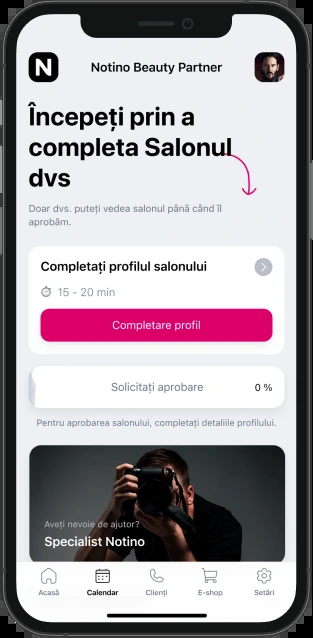 N
Notino Beauty Partner
Începeți prin a
completa Salonul
dvs
Doar dvs. puteți vedea salonul până când îl
aprobăm.
Completați profilul salonului
15 - 20 min
Completare profil
Solicitați aprobare
0 %
Pentru aprobarea salonului, completați detaliile profilului.
Aveți nevoie de ajutor?
Specialist Notino
Acasă
Calendar
Clienți
E-shop
Setări